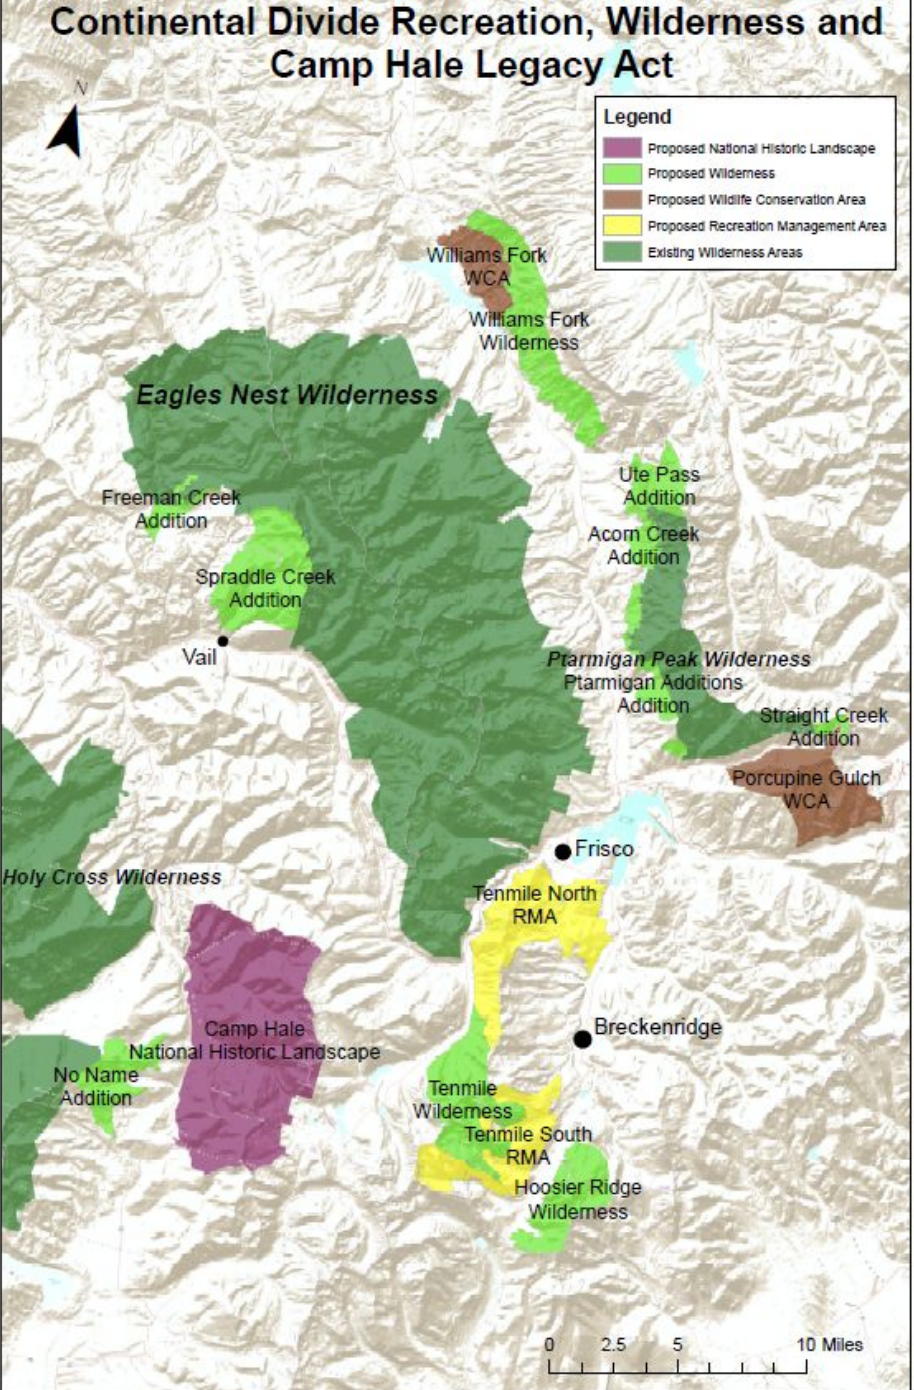 Continental Divide Recreation, Wilderness and
Camp Hale Legacy Act
N
Legend
Proposed National Historic Landscape
Proposed Wilderness
Proposed Wildlife Conservation Area
Proposed Recreation Management Area
Existing Wilderness Areas
Williams Fork
WCA
Williams Fork
Wilderness
Eagles Nest Wilderness
Ute Pass
Addition
Freeman Creek
Addition
Acorn Creek
Addition
Spraddle Creek
Addition
Vail
Ptarmigan Peak Wilderness
Ptarmigan Additions
Addition
Straight Creek
Addition
Porcupine Gulch
WCA
Frisco
Holy Cross Wilderness
Tenmile North
RMA
Camp Hale
National Historic Landscape
Breckenridge
No Name
Addition
Tenmile
Wilderness
Tenmile South
RMA
Hoosier Ridge
Wilderness
0 2.5 5 10 Miles